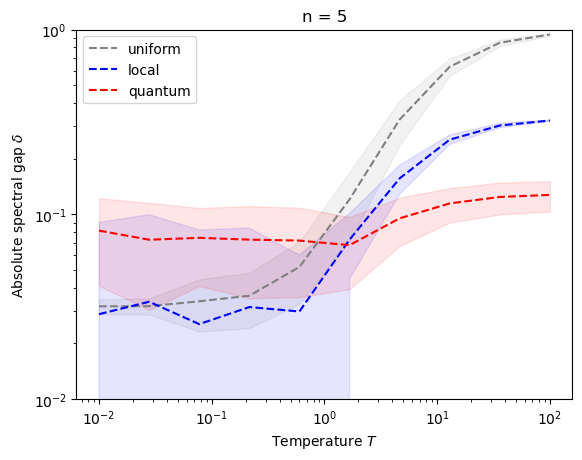 n = 5
uniform
local
quantum
Absolute spectral gap δ
10⁰
10⁻¹
10⁻²
10⁻² 10⁻¹ 10⁰ 10¹ 10²
Temperature T